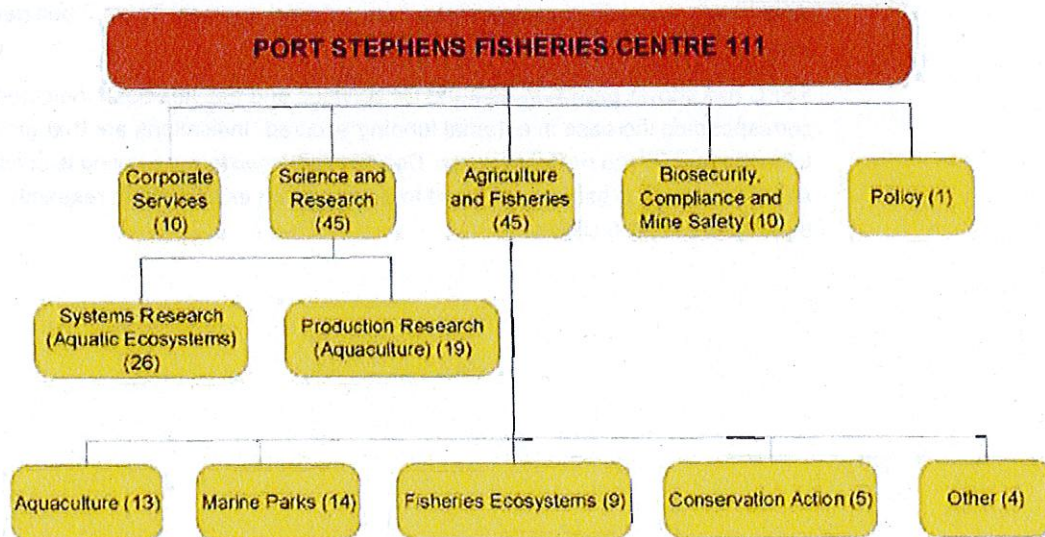 PORT STEPHENS FISHERIES CENTRE 111
Corporate
Services
(10)
Science and
Research
(45)
Agriculture
and Fisheries
(45)
Biosecurity,
Compliance and
Mine Safety (10)
Policy (1)
Systems Research
(Aquatic Ecosystems)
(26)
Production Research
(Aquaculture) (19)
Aquaculture (13)
Marine Parks (14)
Fisheries Ecosystems (9)
Conservation Action (5)
Other (4)